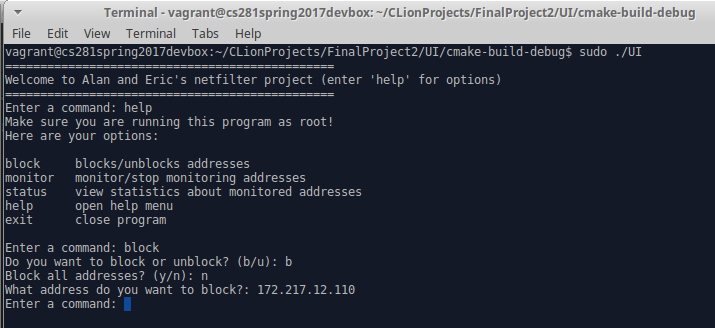 Terminal - vagrant@cs281spring2017devbox: ~/CLionProjects/FinalProject2/UI/cmake-build-debug
File Edit View Terminal Tabs Help
vagrant@cs281spring2017devbox:~/CLionProjects/FinalProject2/UI/cmake-build-debug$ sudo ./UI
===============================================
Welcome to Alan and Eric's netfilter project (enter 'help' for options)
===============================================
Enter a command: help
Make sure you are running this program as root!
Here are your options:
block     blocks/unblocks addresses
monitor   monitor/stop monitoring addresses
status    view statistics about monitored addresses
help      open help menu
exit      close program
Enter a command: block
Do you want to block or unblock? (b/u): b
Block all addresses? (y/n): n
What address do you want to block?: 172.217.12.110
Enter a command: